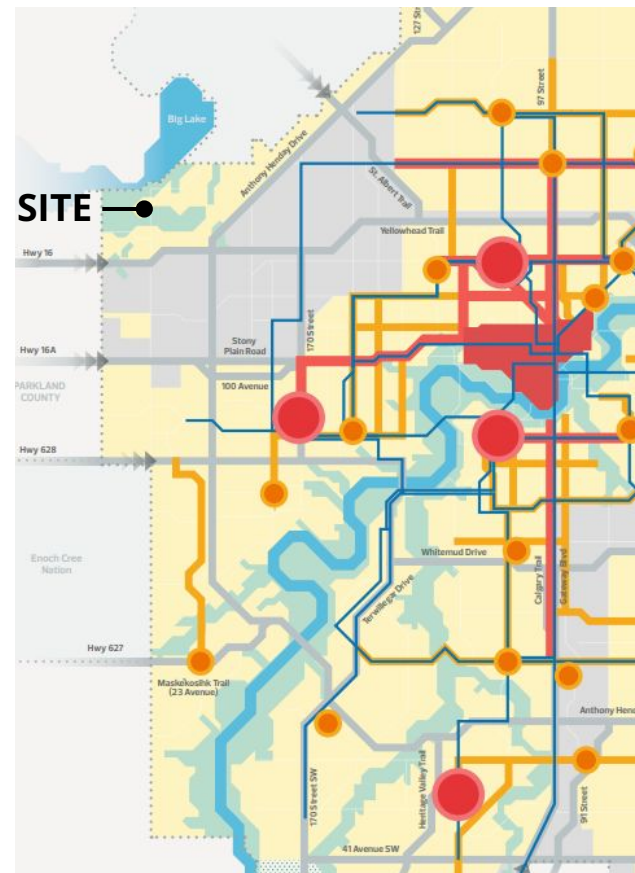 127 Str
97 Street
Big Lake
Anthony Henday Drive
St. Albert Trail
SITE
Yellowhead Trail
Hwy 16
170 Street
Stony
Plain Road
Hwy 16A
100 Avenue
PARKLAND
COUNTY
Hwy 628
Enoch Cree
Nation
Whitemud Drive
Terwillegar Drive
Calgary Trail
Gateway Blvd
Hwy 627
Maskêkosihk Trail
(23 Avenue)
Anthony Hend
170 Street SW
Heritage Valley Trail
91 Street
41 Avenue SW